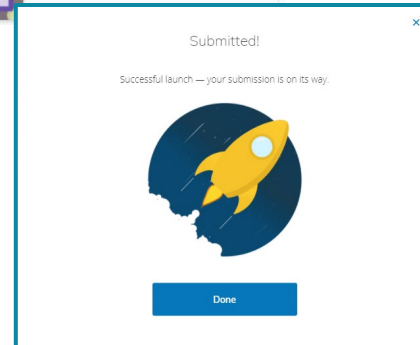 Submitted!
Successful launch — your submission is on its way.
Done